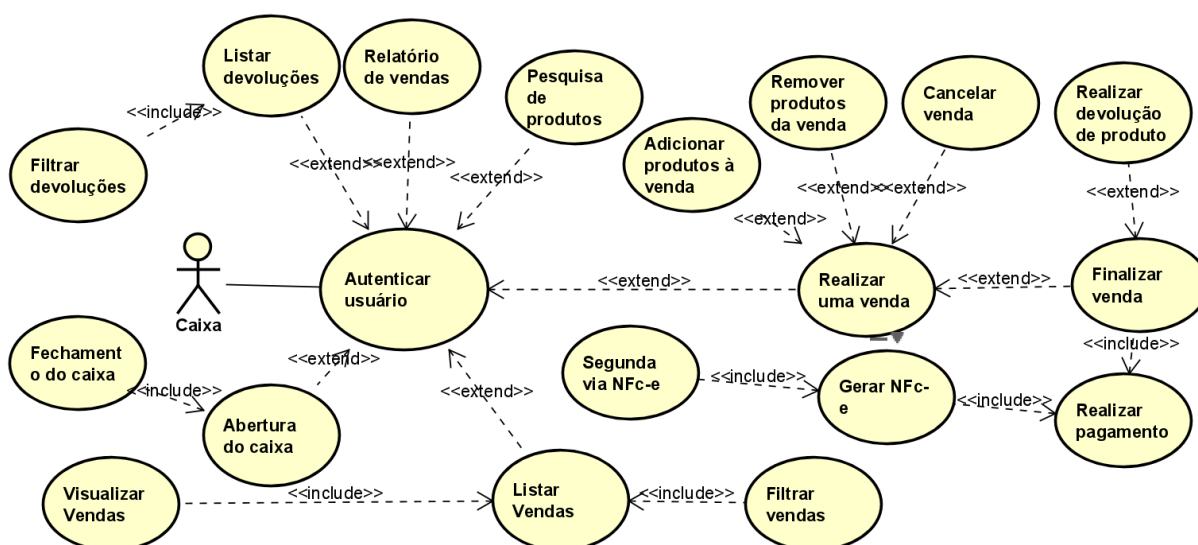 Listar
devoluções
Relatório
de vendas
Pesquisa
de
produtos
Remover
produtos
da venda
Cancelar
venda
Realizar
devolução
de produto
<<include>>
Filtrar
devoluções
Adicionar
produtos à
venda
<<extend>>
<<extend>>
<<extend>>
<<extend>>
<<extend>>
<<extend>>
<<extend>>
Caixa
Autenticar
usuário
<<extend>>
Realizar
uma venda
<<extend>>
Finalizar
venda
Fechament
o do caixa
<<include>>
<<extend>>
Abertura
do caixa
<<extend>>
Segunda
via NFc-e
<<include>>
Gerar NFc-
e
<<include>>
<<include>>
Realizar
pagamento
Visualizar
Vendas
<<include>>
Listar
Vendas
<<include>>
Filtrar
vendas